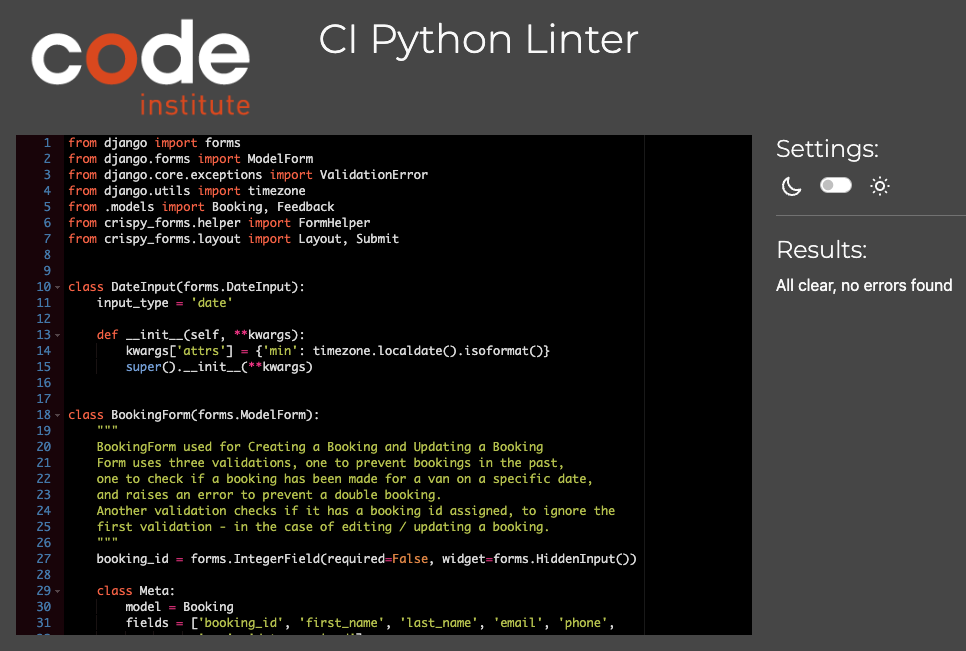 code
institute
CI Python Linter
1 from django import forms
2 from django.forms import ModelForm
3 from django.core.exceptions import ValidationError
4 from django.utils import timezone
5 from .models import Booking, Feedback
6 from crispy_forms.helper import FormHelper
7 from crispy_forms.layout import Layout, Submit
8
9
10 class DateInput(forms.DateInput):
11     input_type = 'date'
12
13     def __init__(self, **kwargs):
14         kwargs['attrs'] = {'min': timezone.localdate().isoformat()}
15         super().__init__(**kwargs)
16
17
18 class BookingForm(forms.ModelForm):
19     """
20     BookingForm used for Creating a Booking and Updating a Booking
21     Form uses three validations, one to prevent bookings in the past,
22     one to check if a booking has been made for a van on a specific date,
23     and raises an error to prevent a double booking.
24     Another validation checks if it has a booking id assigned, to ignore the
25     first validation - in the case of editing / updating a booking.
26     """
27     booking_id = forms.IntegerField(required=False, widget=forms.HiddenInput())
28
29     class Meta:
30         model = Booking
31         fields = ['booking_id', 'first_name', 'last_name', 'email', 'phone',
Settings:
Results:
All clear, no errors found